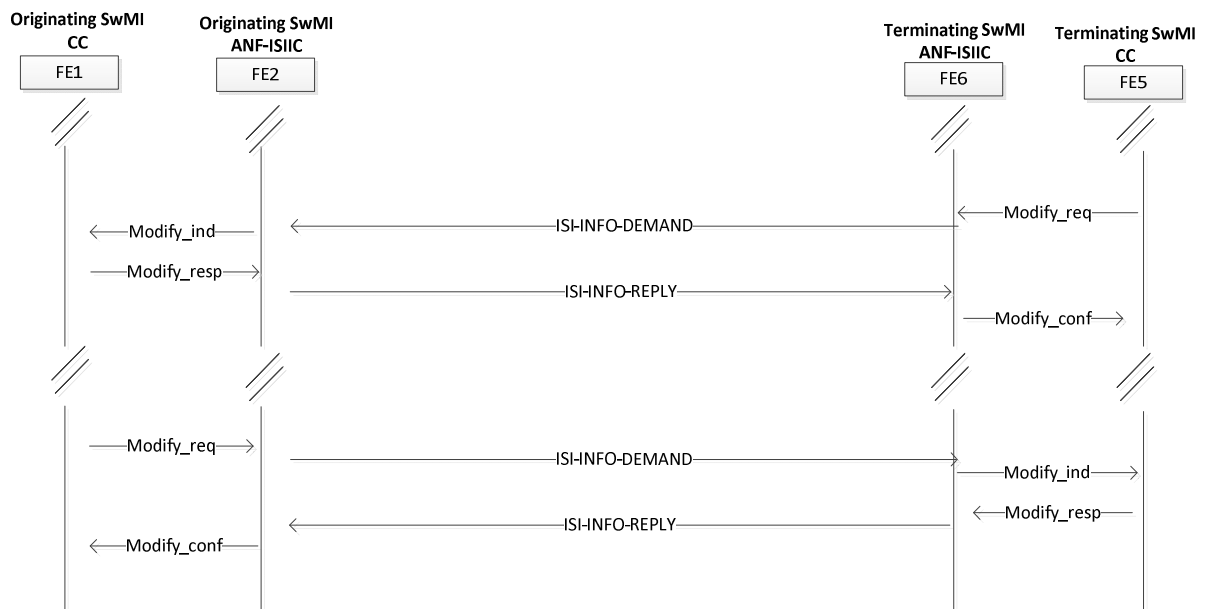 Originating SwMI
CC
FE1
Originating SwMI
ANF-ISIIC
FE2
Terminating SwMI
ANF-ISIIC
FE6
Terminating SwMI
CC
FE5
Modify_req
ISI-INFO-DEMAND
Modify_ind
Modify_resp
ISI-INFO-REPLY
Modify_conf
Modify_req
ISI-INFO-DEMAND
Modify_ind
Modify_resp
ISI-INFO-REPLY
Modify_conf